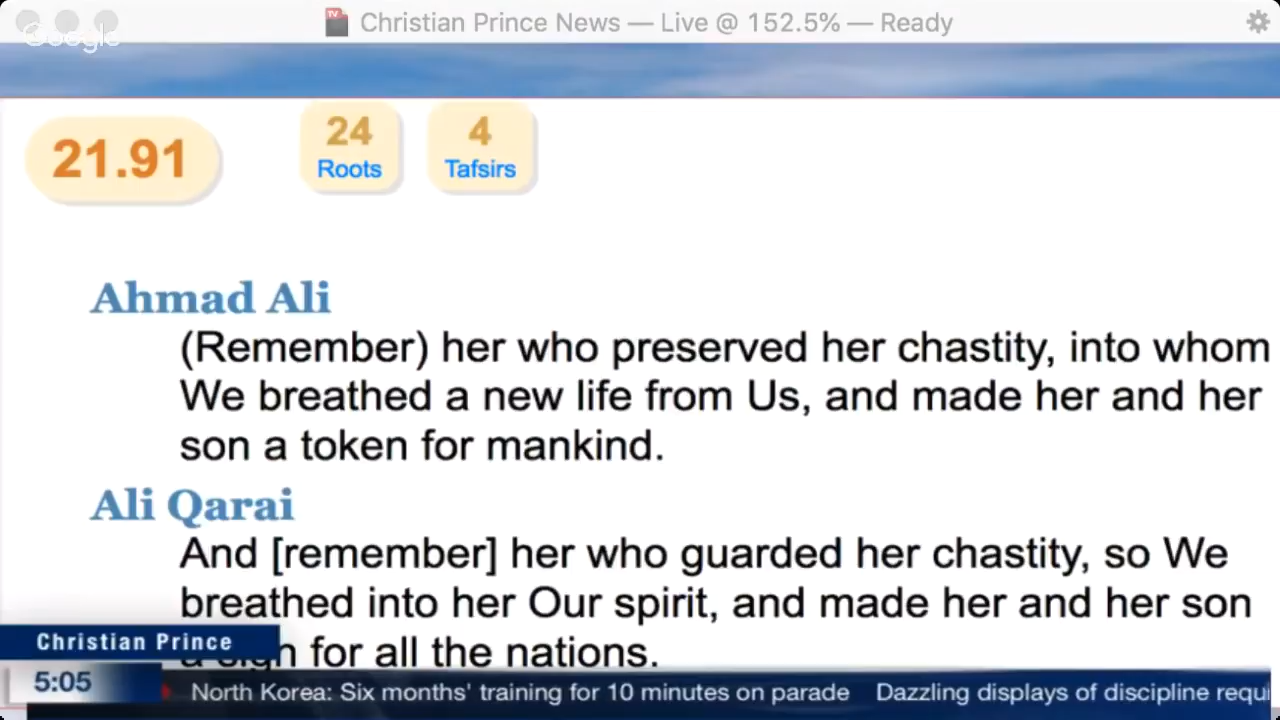 Christian Prince News — Live @ 152.5% — Ready
Google
21.91
24
Roots
4
Tafsirs
Ahmad Ali
(Remember) her who preserved her chastity, into whom
We breathed a new life from Us, and made her and her
son a token for mankind.
Ali Qarai
And [remember] her who guarded her chastity, so We
breathed into her Our spirit, and made her and her son
a sign for all the nations.
Christian Prince
5:05
North Korea: Six months' training for 10 minutes on parade Dazzling displays of discipline requi